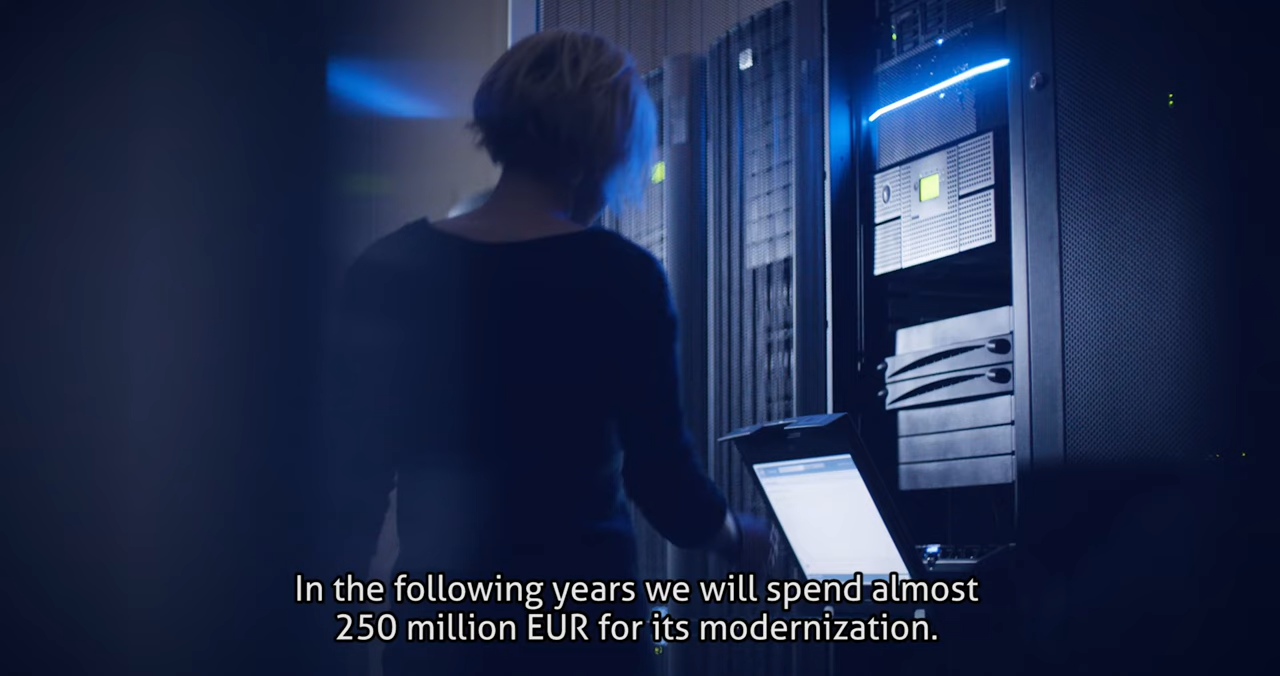 In the following years we will spend almost
250 million EUR for its modernization.